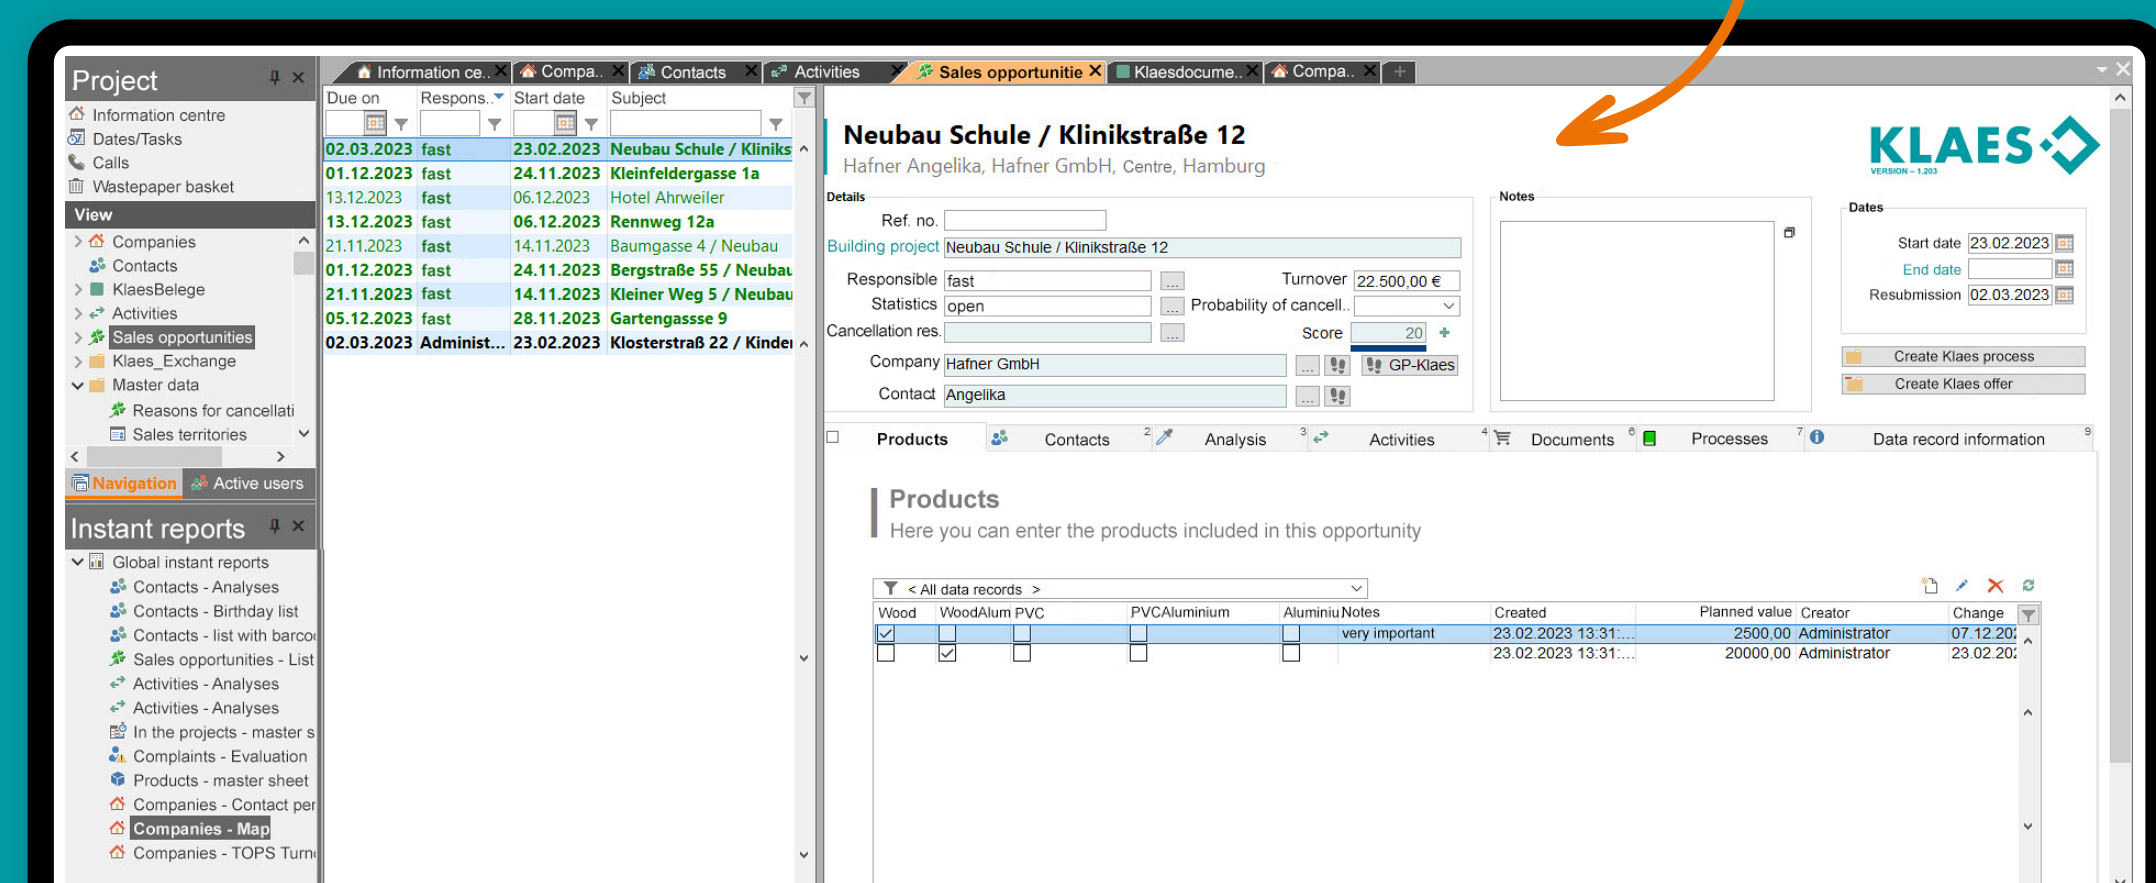 Project
Information centre
Dates/Tasks
Calls
Wastepaper basket
View
Companies
Contacts
KlaesBelege
Activities
Sales opportunities
Klaes_Exchange
Master data
Reasons for cancellati
Sales territories
Navigation Active users
Instant reports
Global instant reports
Contacts - Analyses
Contacts - Birthday list
Contacts - list with barco
Sales opportunities - List
Activities - Analyses
Activities - Analyses
In the projects - master s
Complaints - Evaluation
Products - master sheet
Companies - Contact per
Companies - Map
Companies - TOPS Turn
Information ce.. Compa.. Contacts Activities Sales opportunitie Klaesdocume.. Compa..
Due on Respons.. Start date Subject
02.03.2023 fast 23.02.2023 Neubau Schule / Kliniks
01.12.2023 fast 24.11.2023 Kleinfeldergasse 1a
13.12.2023 fast 06.12.2023 Hotel Ahrweiler
13.12.2023 fast 06.12.2023 Rennweg 12a
21.11.2023 fast 14.11.2023 Baumgasse 4 / Neubau
01.12.2023 fast 24.11.2023 Bergstraße 55 / Neubau
21.11.2023 fast 14.11.2023 Kleiner Weg 5 / Neubau
05.12.2023 fast 28.11.2023 Gartengassse 9
02.03.2023 Administ... 23.02.2023 Klosterstraß 22 / Kinder
Neubau Schule / Klinikstraße 12
Hafner Angelika, Hafner GmbH, Centre, Hamburg
KLAES
VERSION – 1.203
Details
Ref. no.
Building project Neubau Schule / Klinikstraße 12
Responsible fast ... Turnover 22.500,00 €
Statistics open ... Probability of cancell..
Cancellation res. ... Score 20 +
Company Hafner GmbH ... GP-Klaes
Contact Angelika ...
Notes
Dates
Start date 23.02.2023
End date
Resubmission 02.03.2023
Create Klaes process
Create Klaes offer
Products Contacts 2 Analysis 3 Activities 4 Documents 6 Processes 7 Data record information 9
Products
Here you can enter the products included in this opportunity
< All data records >
Wood WoodAlum PVC PVCAluminium Aluminiu Notes Created Planned value Creator Change
very important 23.02.2023 13:31:... 2500,00 Administrator 07.12.202
23.02.2023 13:31:... 20000,00 Administrator 23.02.202